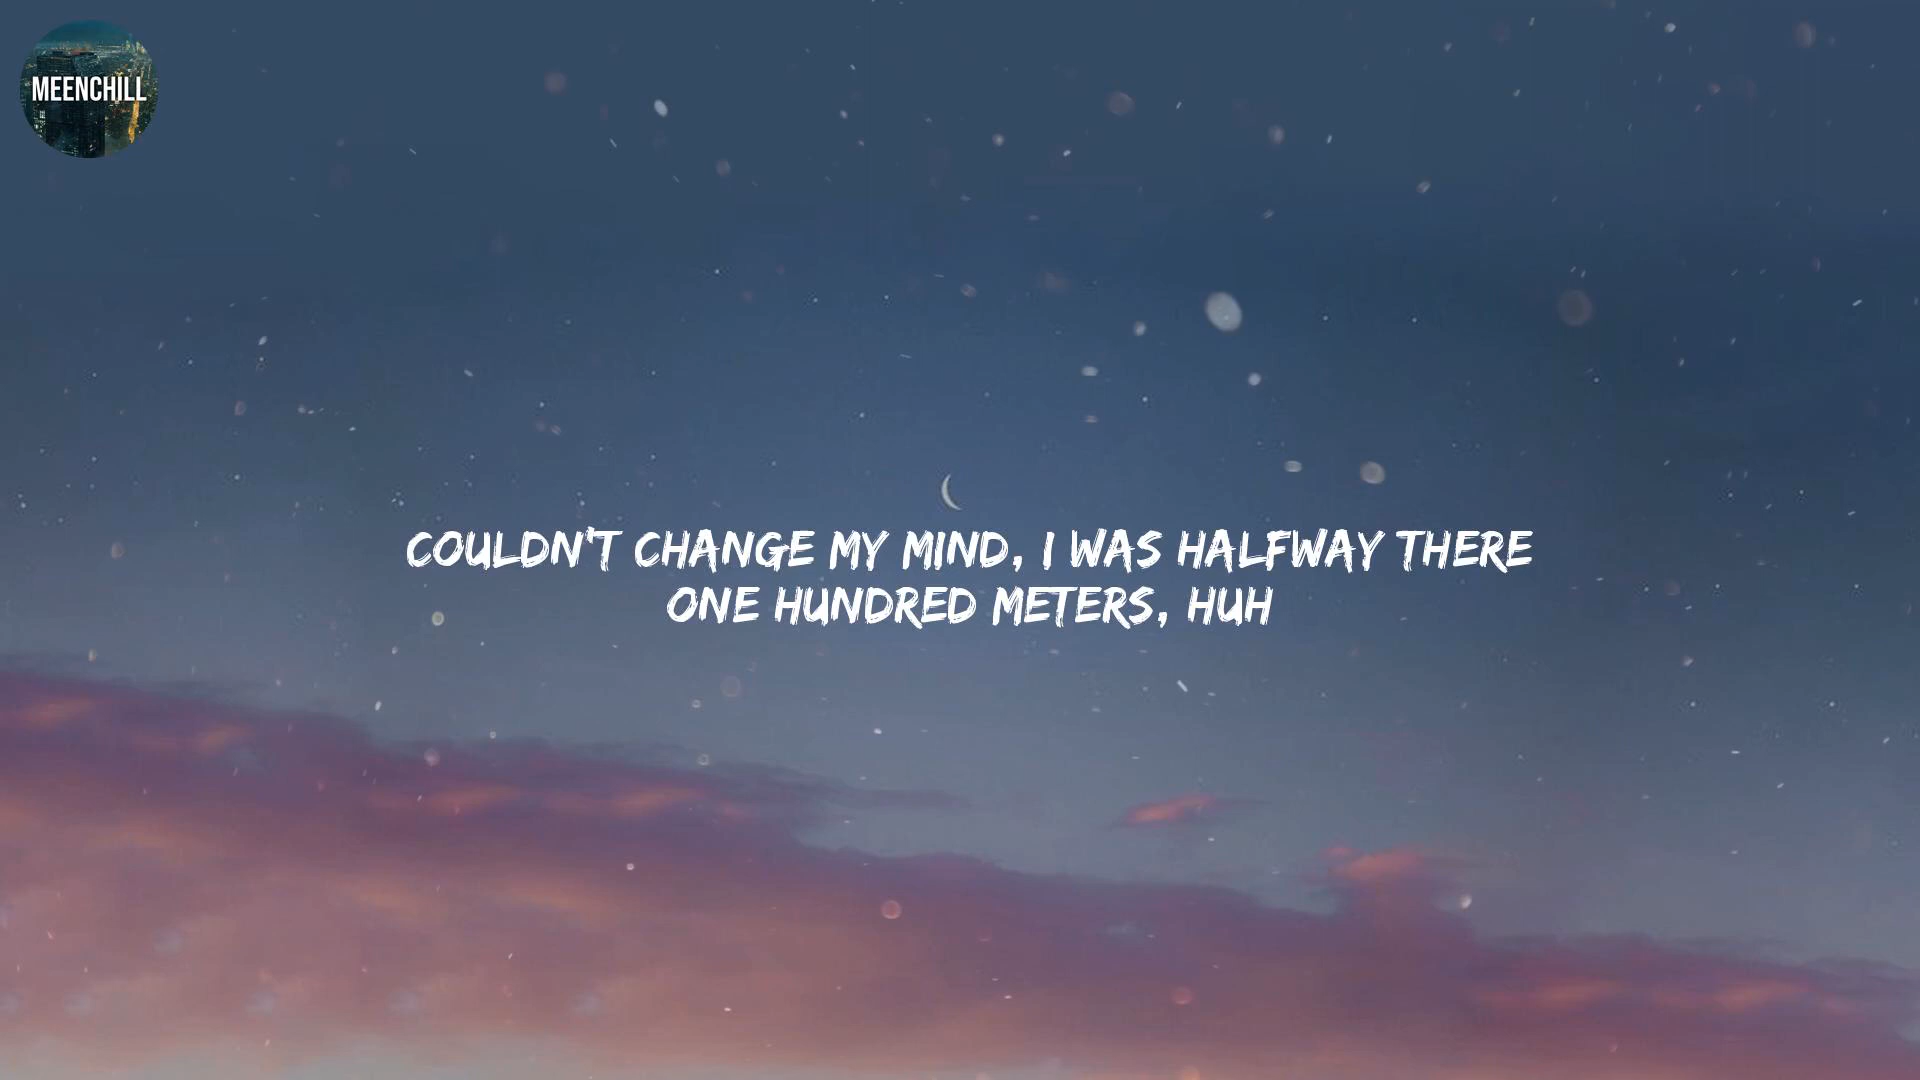 MEENCHILL
COULDN'T CHANGE MY MIND, I WAS HALFWAY THERE
ONE HUNDRED METERS, HUH